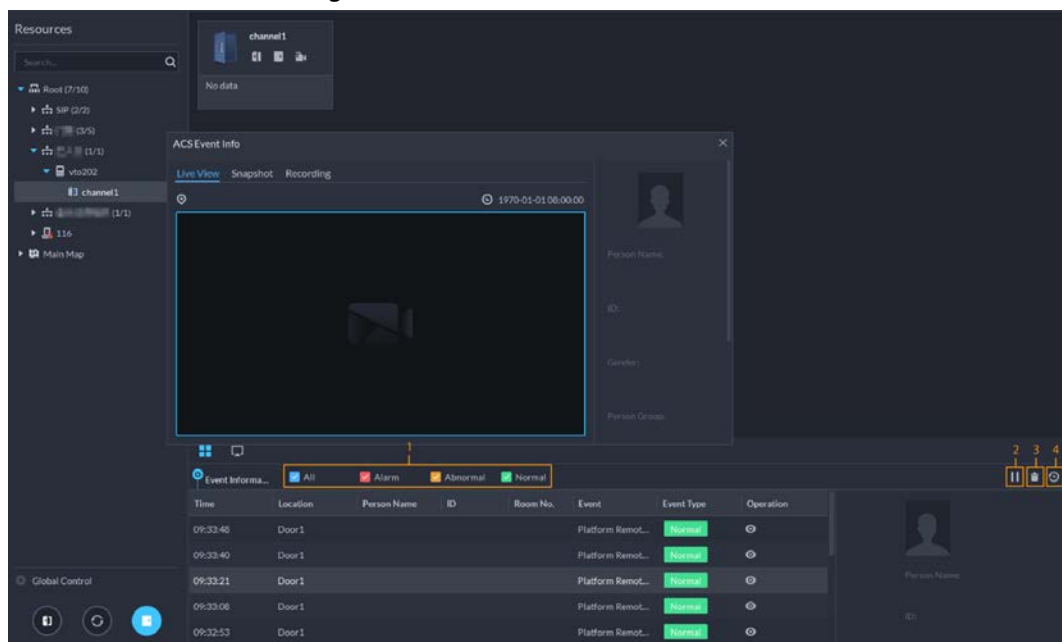 Resources
Search...
Root (7/10)
SIP (2/2)
(3/5)
(1/1)
vto202
channel1
(1/1)
116
Main Map
Global Control
channel1
No data
ACS Event Info
Live View Snapshot Recording
1970-01-01 08:00:00
Person Name:
ID:
Gender:
Person Group:
1
2 3 4
Event Informa... All Alarm Abnormal Normal
Time Location Person Name ID Room No. Event Event Type Operation
09:33:48 Door1 Platform Remot... Normal
09:33:40 Door1 Platform Remot... Normal
09:33:21 Door1 Platform Remot... Normal
09:33:08 Door1 Platform Remot... Normal
09:32:53 Door1 Platform Remot... Normal
Person Name:
ID: